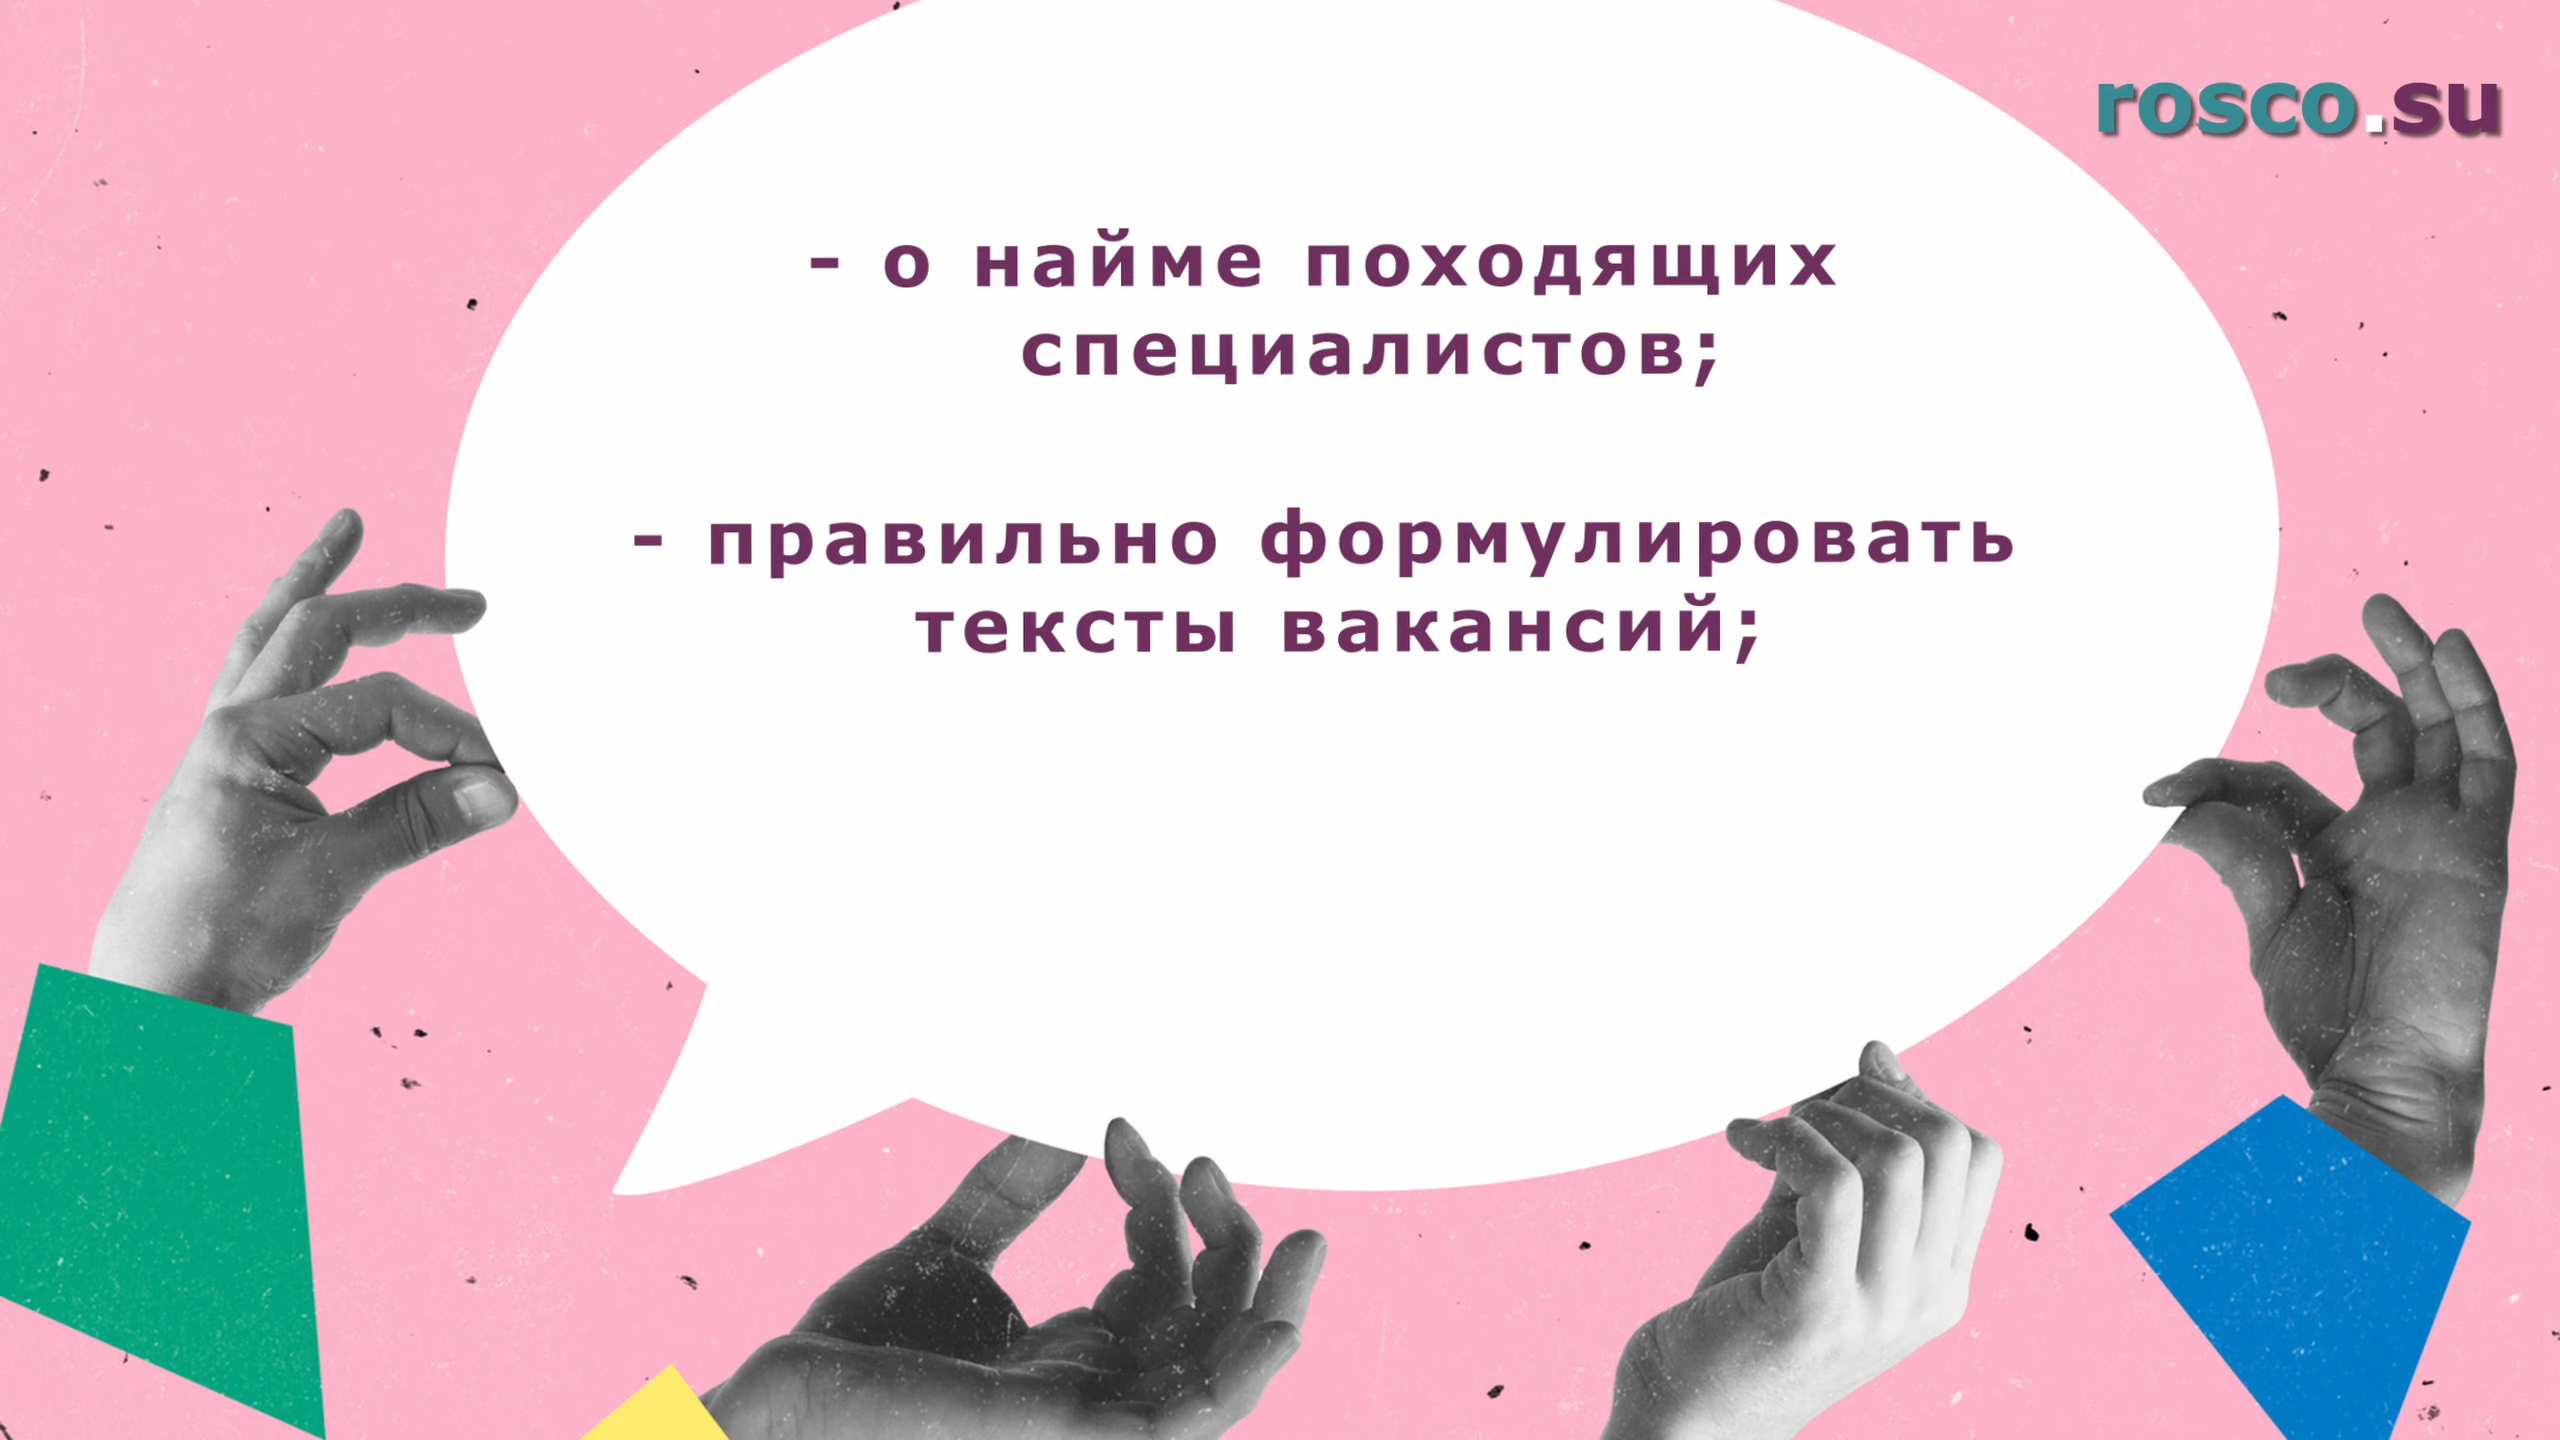 rosco.su
- о найме походящих
специалистов;
- правильно формулировать
тексты вакансий;